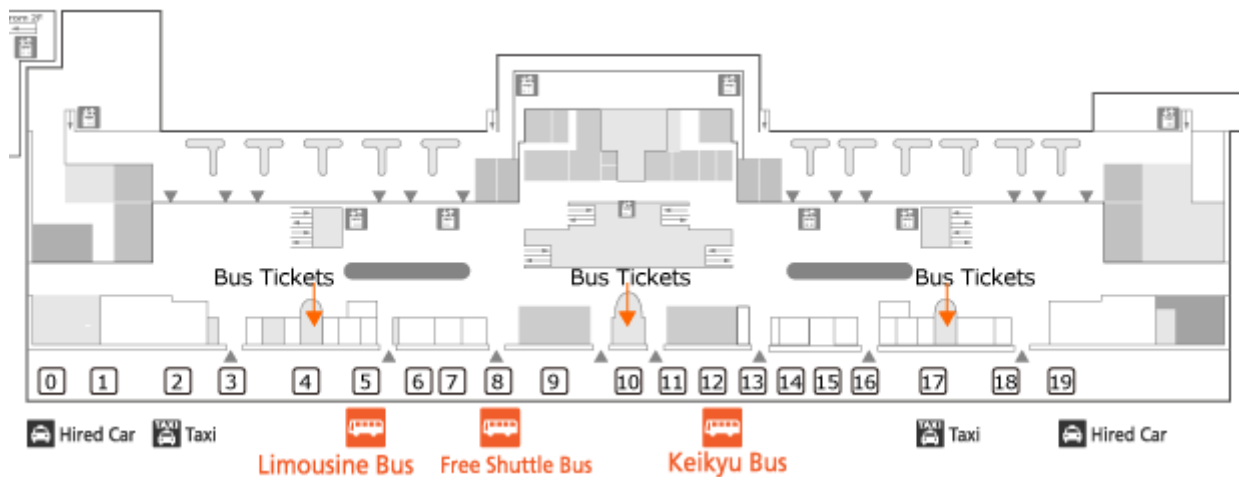 from 2F
Bus Tickets
Bus Tickets
Bus Tickets
0 1 2 3 4 5 6 7 8 9 10 11 12 13 14 15 16 17 18 19
Hired Car
TAXI Taxi
TAXI Taxi
Hired Car
Limousine Bus
Free Shuttle Bus
Keikyu Bus